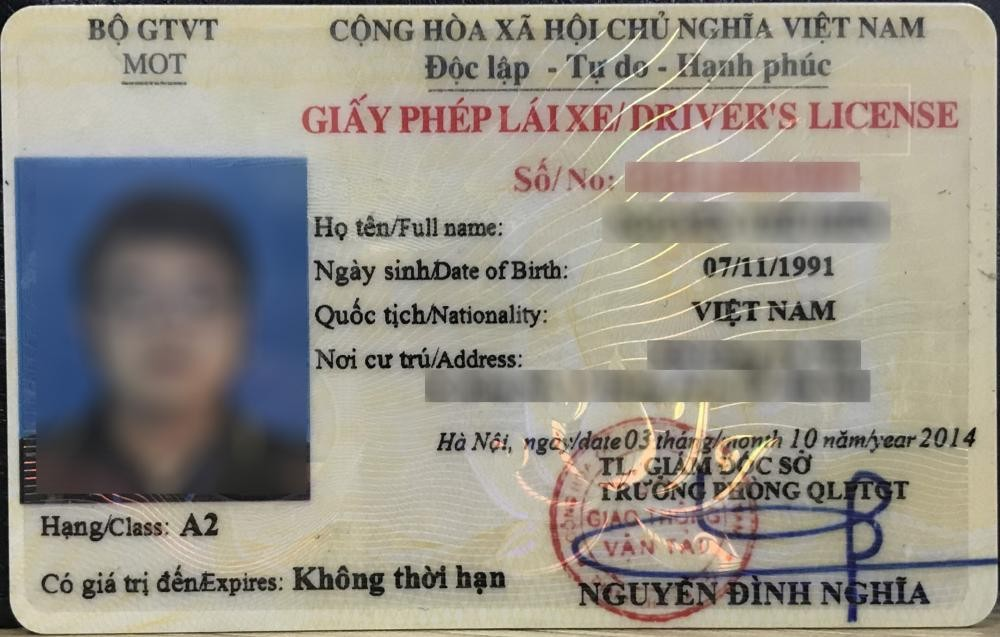 BỘ GTVT
MOT
CỘNG HÒA XÃ HỘI CHỦ NGHĨA VIỆT NAM
Độc lập - Tự do - Hạnh phúc
GIẤY PHÉP LÁI XE/DRIVER'S LICENSE
Số/ No:
Họ tên/Full name:
Ngày sinh/Date of Birth: 07/11/1991
Quốc tịch/Nationality: VIỆT NAM
Nơi cư trú/Address:
Hà Nội, ngày/date 03 tháng/month 10 năm/year 2014
TL. GIÁM ĐỐC SỞ
TRƯỞNG PHÒNG QLPTGT
GIAO THÔNG
VẬN TẢI
NGUYỄN ĐÌNH NGHĨA
Hạng/Class: A2
Có giá trị đến/Expires: Không thời hạn